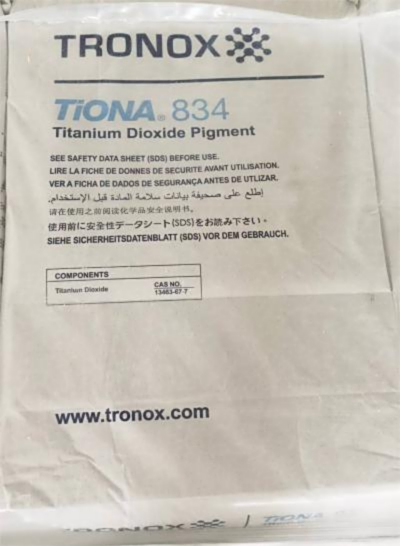 TRONOX
TiONA® 834
Titanium Dioxide Pigment
SEE SAFETY DATA SHEET (SDS) BEFORE USE.
LIRE LA FICHE DE DONNES DE SECURITE AVANT UTILISATION.
VER A FICHA DE DADOS DE SEGURANÇA ANTES DE UTLIZAR.
إطلع على صحيفة بيانات سلامة المادة قبل الإستخدام.
请在使用之前阅读化学品安全说明书。
使用前に安全性データシート(SDS)をお読み下さい。
SIEHE SICHERHEITSDATENBLATT (SDS) VOR DEM GEBRAUCH.
COMPONENTS
CAS NO.
Titaniun Dioxide 13463-67-7
www.tronox.com
TRONOX TiONA